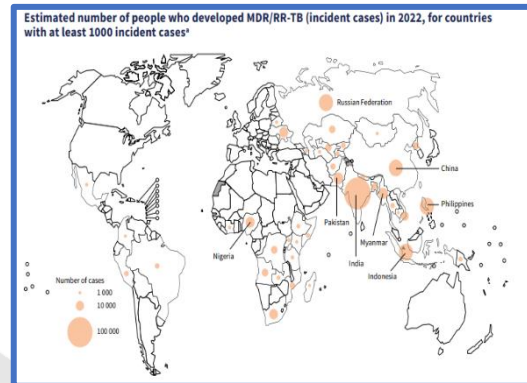 Estimated number of people who developed MDR/RR-TB (incident cases) in 2022, for countries
with at least 1000 incident casesª
Russian Federation
China
Philippines
Pakistan
Myanmar
Nigeria
India
Indonesia
Number of cases
1 000
10 000
100 000